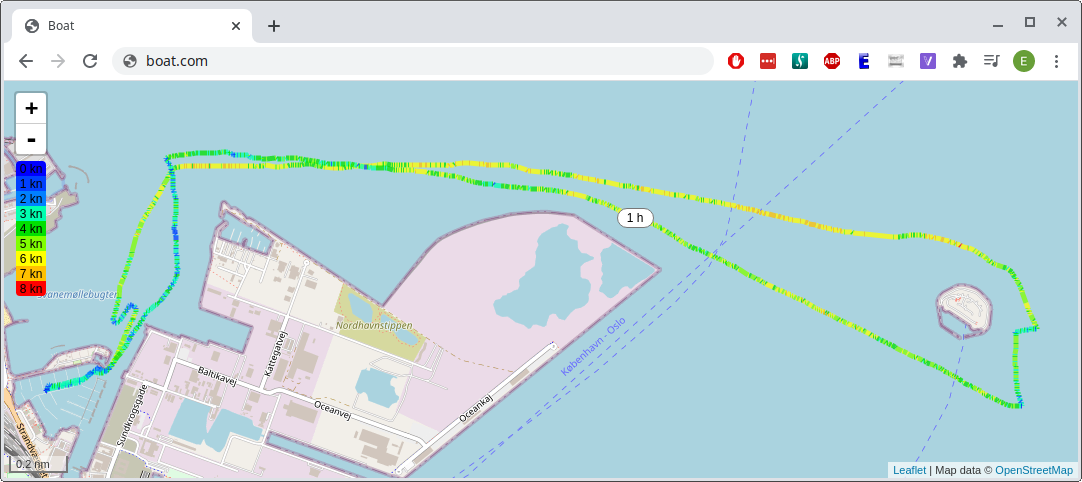 Boat
boat.com
ABP
E
V
E
+
-
0 kn
1 kn
2 kn
3 kn
4 kn
5 kn
6 kn
7 kn
8 kn
1 h
Svanemøllebugten
Nordhavnstippen
København - Oslo
Kattegatvej
Baltikavej
Oceanvej
Oceankaj
Sundkrogsgade
0.2 nm
Leaflet | Map data © OpenStreetMap